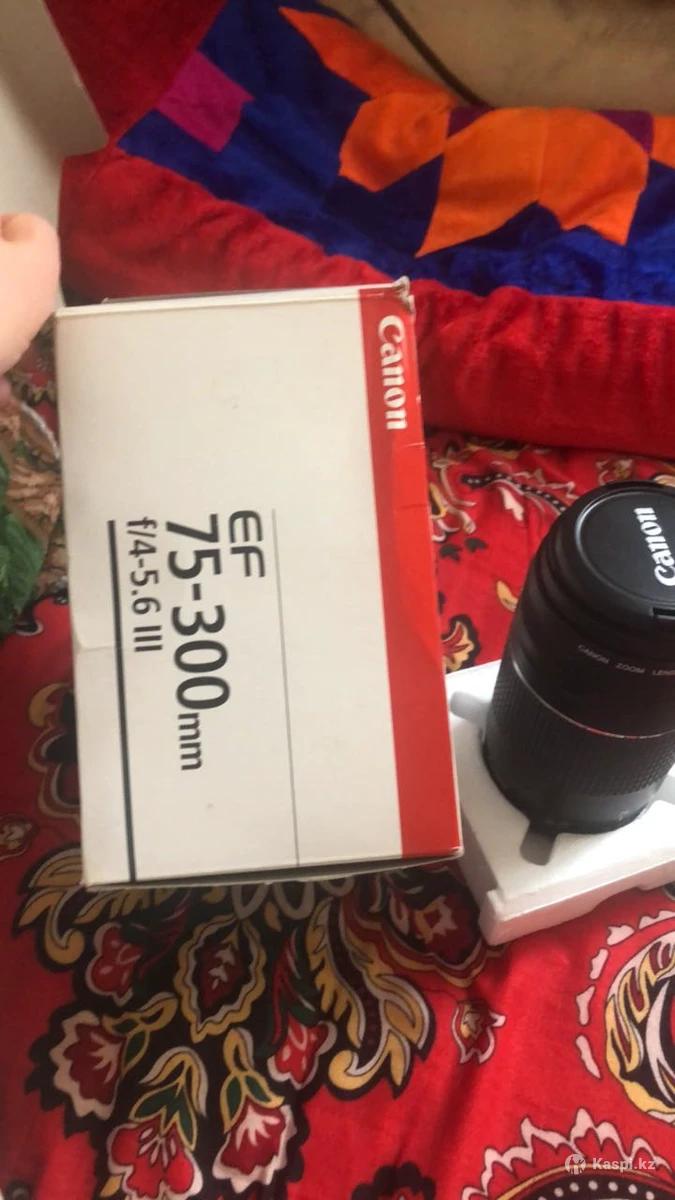 Canon
EF
75-300mm
f/4-5.6 III
Canon
CANON ZOOM LENS
Kaspi.kz